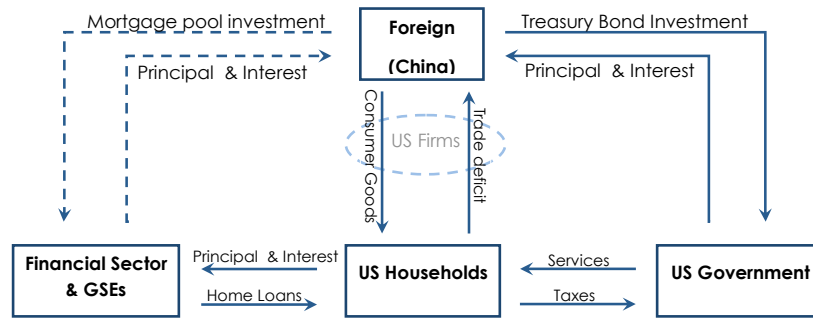 Mortgage pool investment
Foreign
(China)
Treasury Bond Investment
Principal & Interest
Principal & Interest
Consumer Goods
US Firms
Trade deficit
Financial Sector
& GSEs
Principal & Interest
Home Loans
US Households
Services
Taxes
US Government